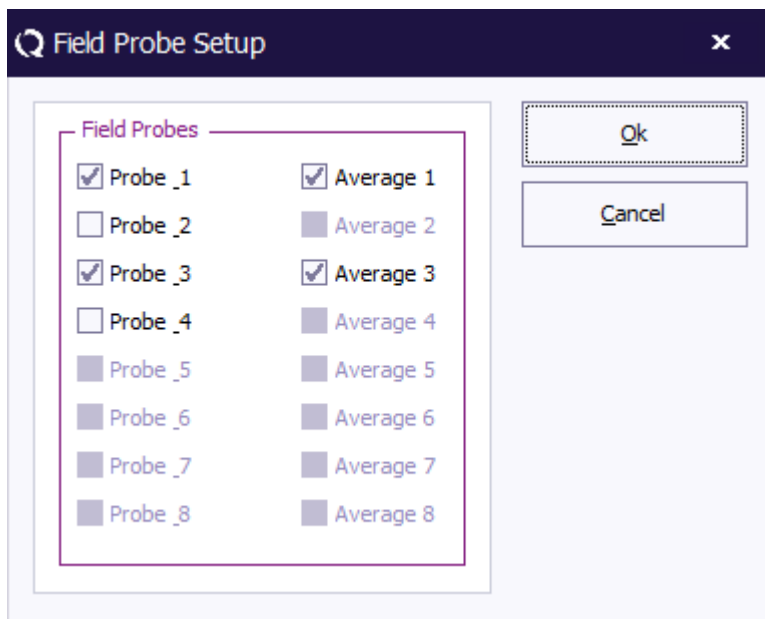 Field Probe Setup
Field Probes
Probe _1 Average 1
Probe _2 Average 2
Probe _3 Average 3
Probe _4 Average 4
Probe _5 Average 5
Probe _6 Average 6
Probe _7 Average 7
Probe _8 Average 8
Ok
Cancel